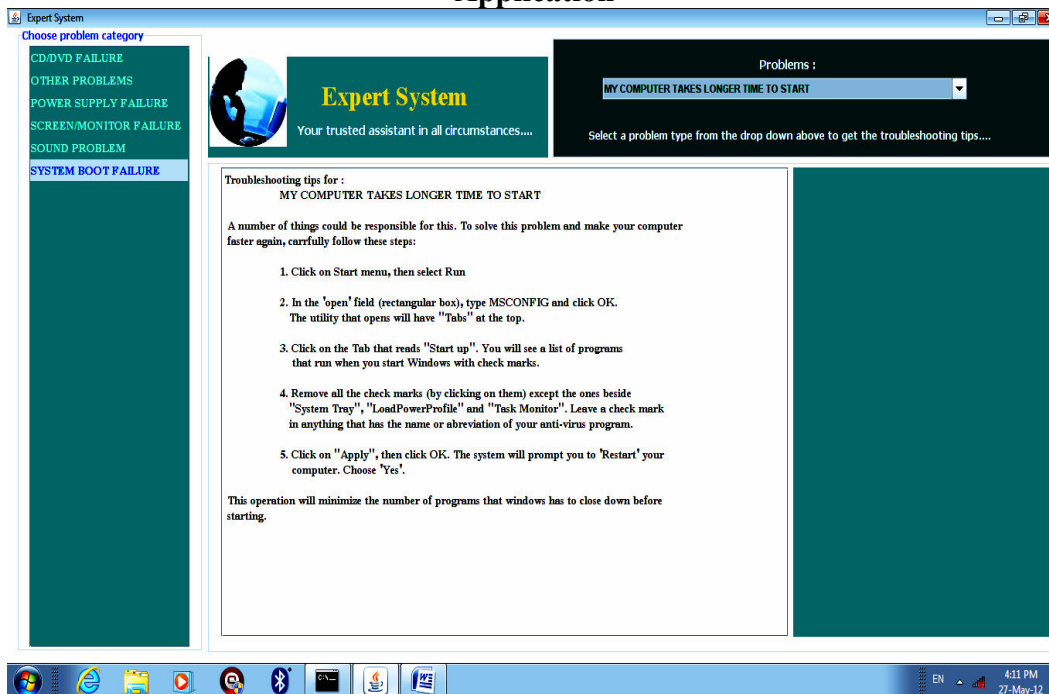 Application
Expert System
Choose problem category
CD/DVD FAILURE
OTHER PROBLEMS
POWER SUPPLY FAILURE
SCREEN/MONITOR FAILURE
SOUND PROBLEM
SYSTEM BOOT FAILURE
Expert System
Your trusted assistant in all circumstances....
Problems :
MY COMPUTER TAKES LONGER TIME TO START
Select a problem type from the drop down above to get the troubleshooting tips....
Troubleshooting tips for :
MY COMPUTER TAKES LONGER TIME TO START
A number of things could be responsible for this. To solve this problem and make your computer
faster again, carrfully follow these steps:
1. Click on Start menu, then select Run
2. In the 'open' field (rectangular box), type MSCONFIG and click OK.
The utility that opens will have "Tabs" at the top.
3. Click on the Tab that reads "Start up". You will see a list of programs
that run when you start Windows with check marks.
4. Remove all the check marks (by clicking on them) except the ones beside
"System Tray", "LoadPowerProfile" and "Task Monitor". Leave a check mark
in anything that has the name or abreviation of your anti-virus program.
5. Click on "Apply", then click OK. The system will prompt you to 'Restart' your
computer. Choose 'Yes'.
This operation will minimize the number of programs that windows has to close down before
starting.
EN
4:11 PM
27-May-12